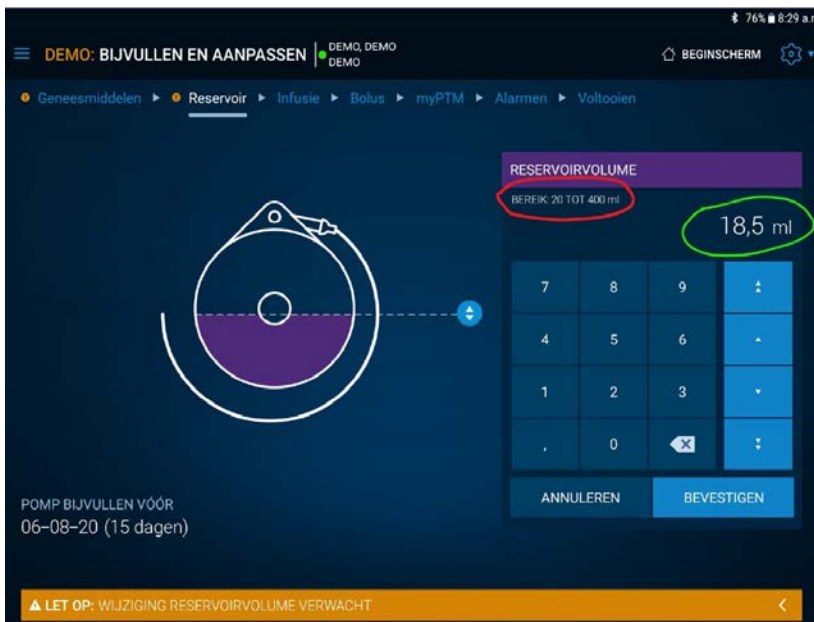 76% 8:29 a.m
DEMO: BIJVULLEN EN AANPASSEN
DEMO, DEMO
DEMO
BEGINSCHERM
Geneesmiddelen ▶ Reservoir ▶ Infusie ▶ Bolus ▶ myPTM ▶ Alarmen ▶ Voltooien
RESERVOIRVOLUME
BEREIK: 20 TOT 400 ml
18,5 ml
7 8 9
4 5 6
1 2 3
, 0
ANNULEREN BEVESTIGEN
POMP BIJVULLEN VÓÓR
06-08-20 (15 dagen)
LET OP: WIJZIGING RESERVOIRVOLUME VERWACHT